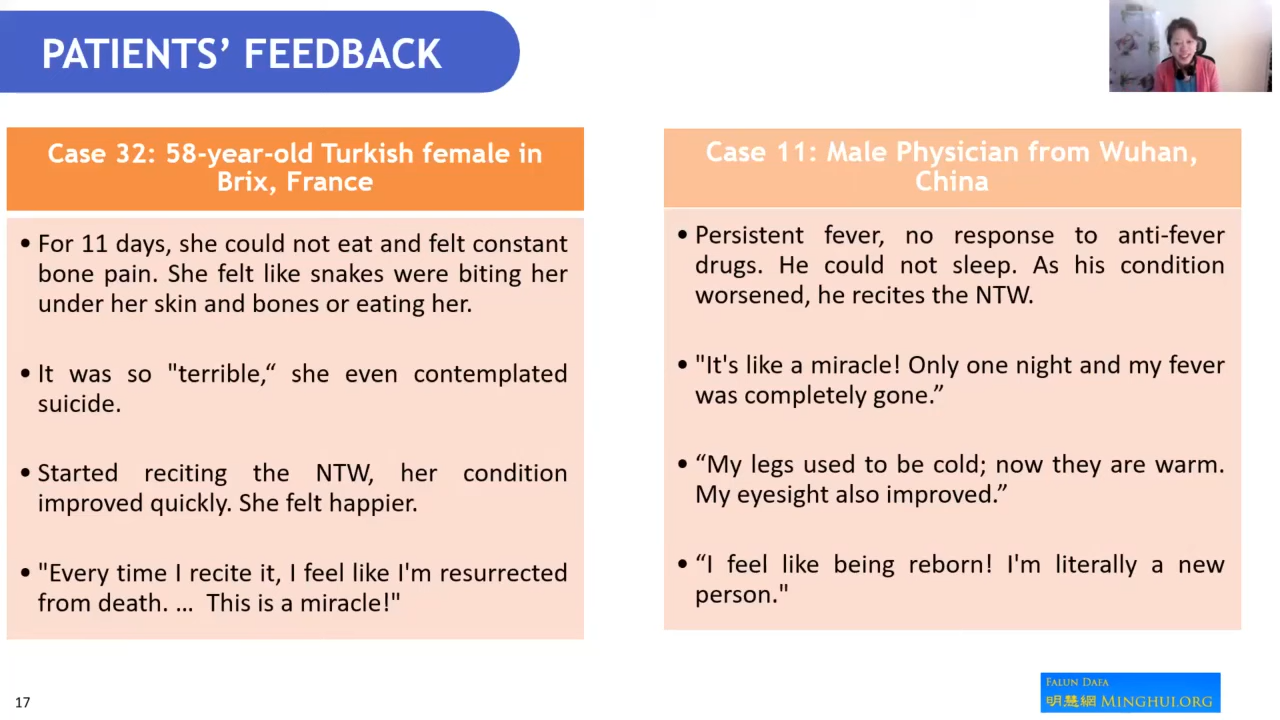 PATIENTS’ FEEDBACK
Case 32: 58-year-old Turkish female in
Brix, France
• For 11 days, she could not eat and felt constant
bone pain. She felt like snakes were biting her
under her skin and bones or eating her.
• It was so "terrible,“ she even contemplated
suicide.
• Started reciting the NTW, her condition
improved quickly. She felt happier.
• "Every time I recite it, I feel like I'm resurrected
from death. … This is a miracle!"
Case 11: Male Physician from Wuhan,
China
• Persistent fever, no response to anti-fever
drugs. He could not sleep. As his condition
worsened, he recites the NTW.
• "It's like a miracle! Only one night and my fever
was completely gone.”
• “My legs used to be cold; now they are warm.
My eyesight also improved.”
• “I feel like being reborn! I'm literally a new
person."
17
FALUN DAFA
明慧網 MINGHUI.ORG